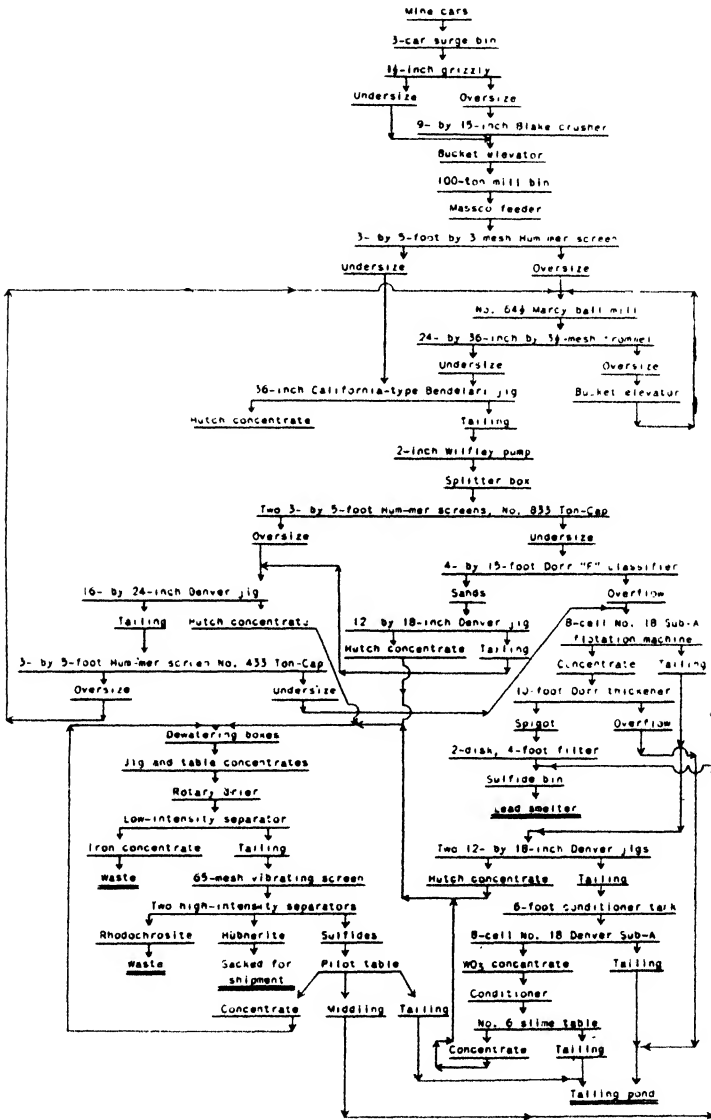 Mine cars
3-car surge bin
1½-inch grizzly
Undersize Oversize
9- by 15-inch Blake crusher
Bucket elevator
100-ton mill bin
Massco feeder
3- by 5-foot by 3 mesh Hum-mer screen
Undersize Oversize
No. 64½ Marcy ball mill
24- by 36-inch by 3½-mesh trommel
Undersize Oversize
36-inch California-type Bendelari jig Bucket elevator
Hutch concentrate Tailing
2-inch Wilfley pump
Splitter box
Two 3- by 5-foot Hum-mer screens, No. 833 Ton-Cap
Oversize Undersize
4- by 15-foot Dorr "F" classifier
16- by 24-inch Denver jig Sands Overflow
Tailing Hutch concentrate 12 by 18-inch Denver jig 8-cell No. 18 Sub-A
flotation machine
Hutch concentrate Tailing
3- by 5-foot Hum-mer screen No. 433 Ton-Cap Concentrate Tailing
Oversize Undersize 10-foot Dorr thickener
Spigot Overflow
Dewatering boxes 2-disk, 4-foot filter
Jig and table concentrates Sulfide bin
Rotary drier Lead smelter
Low-intensity separator
Iron concentrate Tailing Two 12- by 18-inch Denver jigs
Waste 65-mesh vibrating screen Hutch concentrate Tailing
Two high-intensity separators 6-foot conditioner tank
Rhodochrosite Hübnerite Sulfides 8-cell No. 18 Denver Sub-A
Waste Sacked for Pilot table WO₃ concentrate Tailing
shipment
Conditioner
Concentrate Middling Tailing No. 6 slime table
Concentrate Tailing
Tailing pond